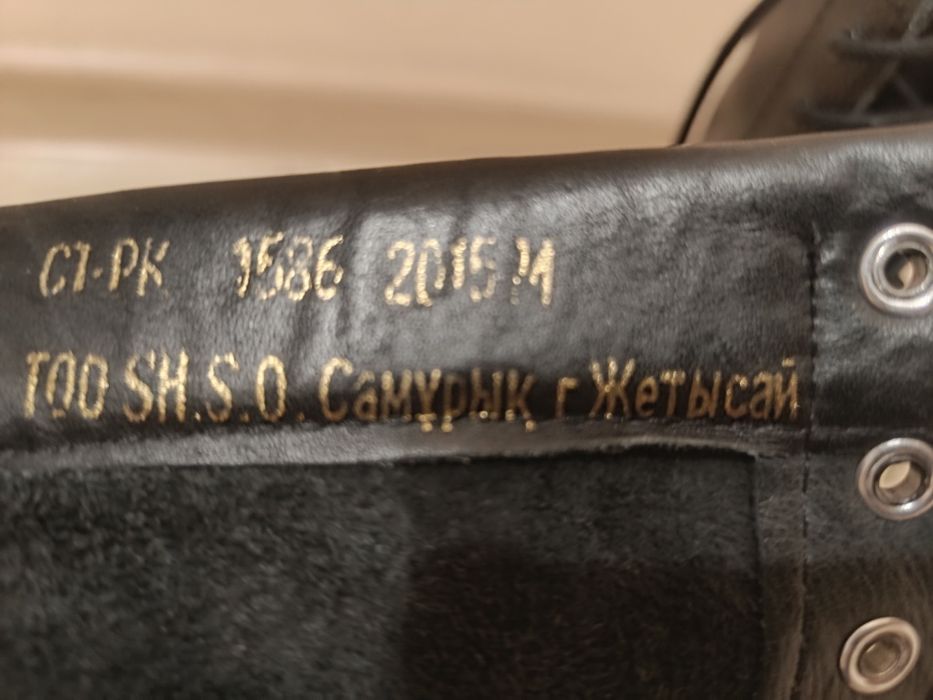 СТ-РК 1586 2015 М
ТОО SH.S.O. Самұрық г Жетысай